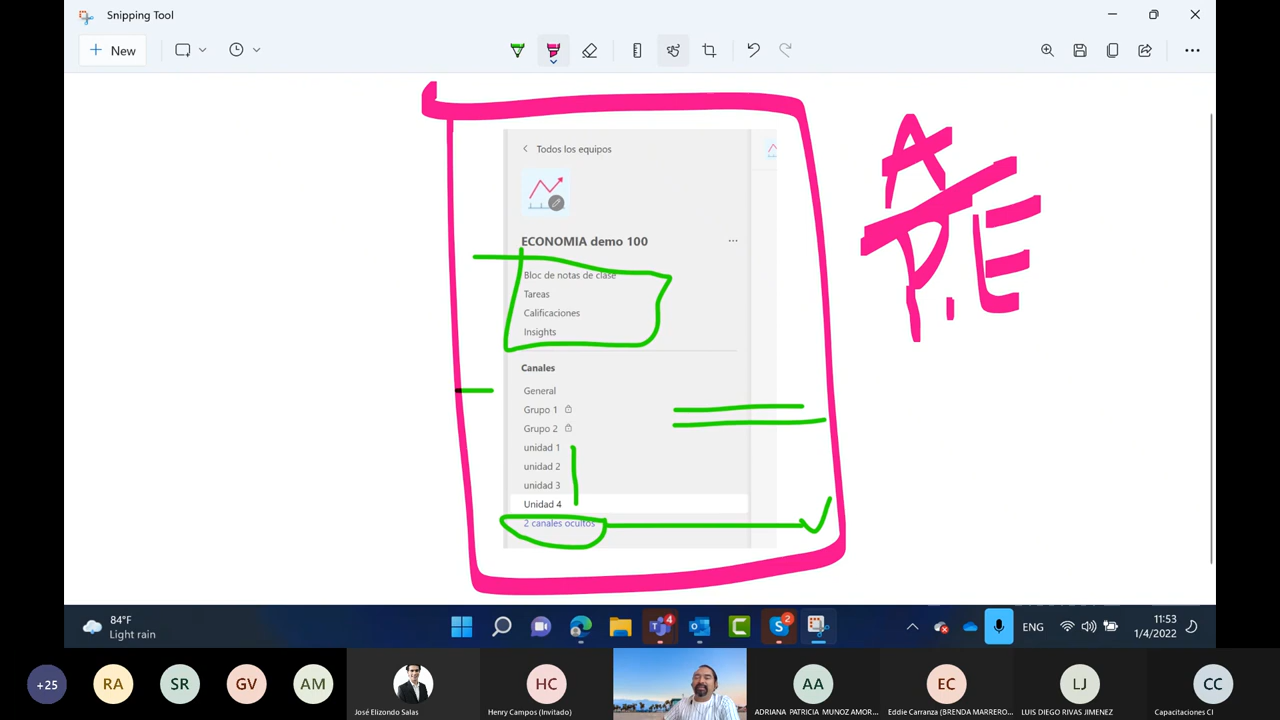 Snipping Tool
New
Todos los equipos
ECONOMIA demo 100
Bloc de notas de clase
Tareas
Calificaciones
Insights
Canales
General
Grupo 1
Grupo 2
unidad 1
unidad 2
unidad 3
Unidad 4
2 canales ocultos
A
P.E
84°F
Light rain
4
2
ENG
11:53
1/4/2022
+25
RA
SR
GV
AM
José Elizondo Salas
HC
Henry Campos (Invitado)
AA
ADRIANA PATRICIA MUNOZ AMOR...
EC
Eddie Carranza (BRENDA MARRERO...
LJ
LUIS DIEGO RIVAS JIMENEZ
CC
Capacitaciones CI